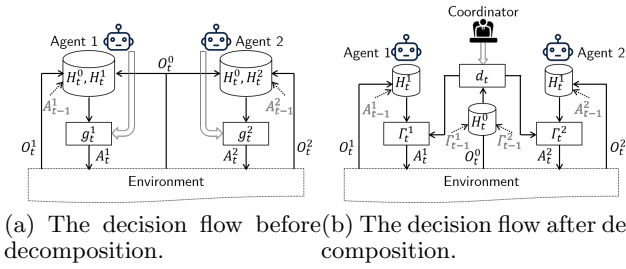 Coordinator
Agent 1
Agent 2
Agent 1
Agent 2
O_t^0
d_t
H_t^0, H_t^1
H_t^0, H_t^2
H_t^1
H_t^1
A_{t-1}^1
A_{t-1}^2
A_{t-1}^1
A_{t-1}^2
H_t^0
g_t^1
g_t^2
Γ_t^1
Γ_{t-1}^1
Γ_{t-1}^2
Γ_t^2
O_t^1
A_t^1
A_t^2
O_t^2
O_t^1
A_t^1
O_t^0
A_t^2
O_t^2
Environment
Environment
(a) The decision flow before
decomposition.
(b) The decision flow after de
composition.